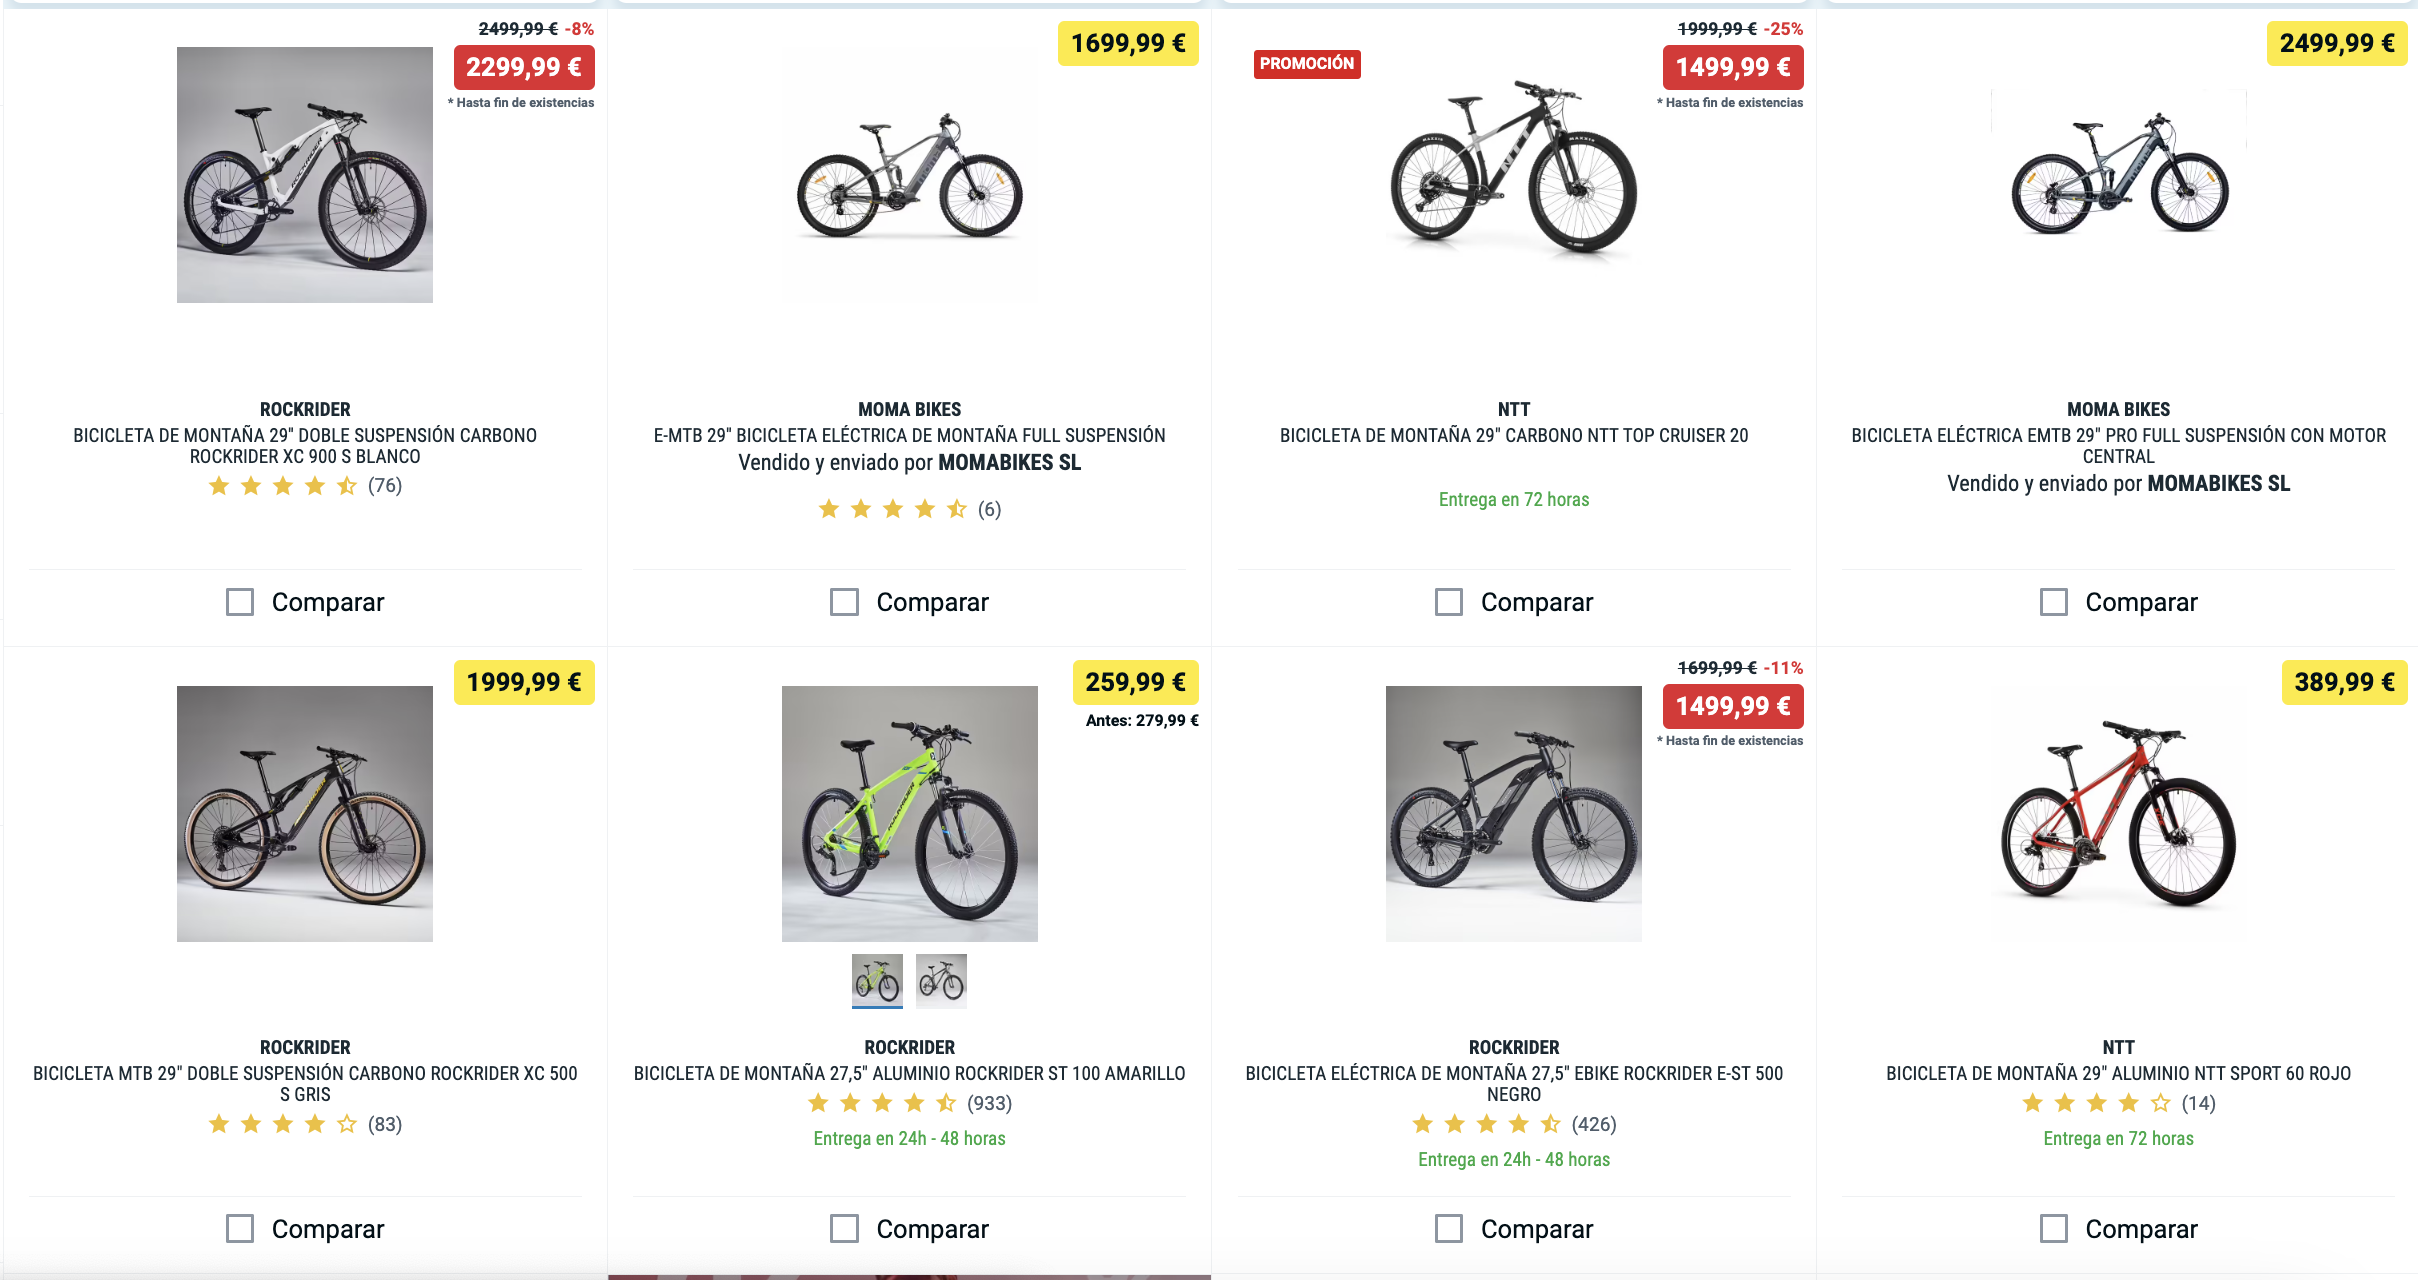 2499,99 € -8%
2299,99 €
* Hasta fin de existencias
ROCKRIDER
ROCKRIDER
BICICLETA DE MONTAÑA 29" DOBLE SUSPENSIÓN CARBONO
ROCKRIDER XC 900 S BLANCO
(76)
Comparar
1699,99 €
MOMA BIKES
E-MTB 29" BICICLETA ELÉCTRICA DE MONTAÑA FULL SUSPENSIÓN
Vendido y enviado por MOMABIKES SL
(6)
Comparar
1999,99 € -25%
PROMOCIÓN
1499,99 €
* Hasta fin de existencias
NTT
NTT
BICICLETA DE MONTAÑA 29" CARBONO NTT TOP CRUISER 20
Entrega en 72 horas
Comparar
2499,99 €
MOMA BIKES
BICICLETA ELÉCTRICA EMTB 29" PRO FULL SUSPENSIÓN CON MOTOR
CENTRAL
Vendido y enviado por MOMABIKES SL
Comparar
1999,99 €
ROCKRIDER
BICICLETA MTB 29" DOBLE SUSPENSIÓN CARBONO ROCKRIDER XC 500
S GRIS
(83)
Comparar
259,99 €
Antes: 279,99 €
ROCKRIDER
ROCKRIDER
BICICLETA DE MONTAÑA 27,5" ALUMINIO ROCKRIDER ST 100 AMARILLO
(933)
Entrega en 24h - 48 horas
Comparar
1699,99 € -11%
1499,99 €
* Hasta fin de existencias
ROCKRIDER
BICICLETA ELÉCTRICA DE MONTAÑA 27,5" EBIKE ROCKRIDER E-ST 500
NEGRO
(426)
Entrega en 24h - 48 horas
Comparar
389,99 €
NTT
BICICLETA DE MONTAÑA 29" ALUMINIO NTT SPORT 60 ROJO
(14)
Entrega en 72 horas
Comparar